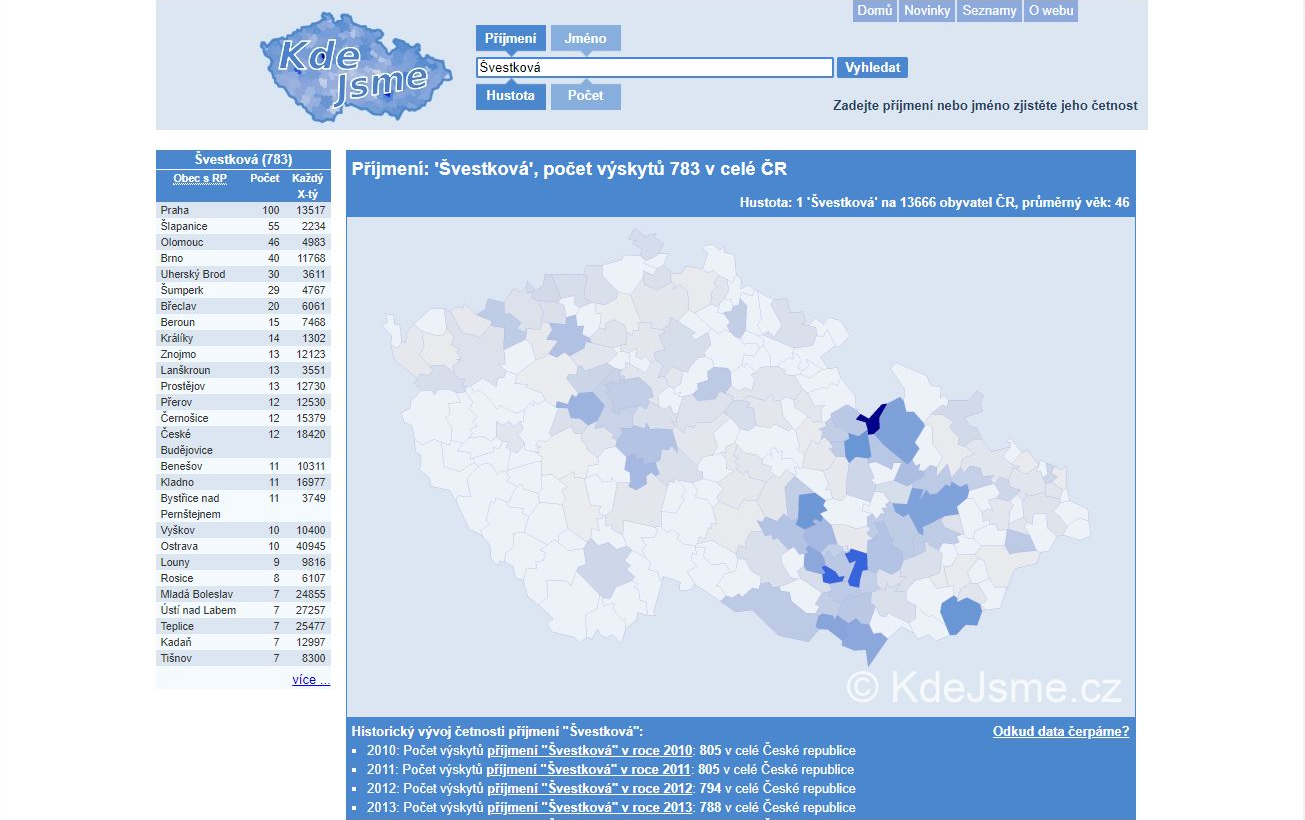 Domů Novinky Seznamy O webu
Kde
Jsme
Příjmení Jméno
Švestková Vyhledat
Hustota Počet
Zadejte příjmení nebo jméno zjistěte jeho četnost
Švestková (783)
Obec s RP Počet Každý
X-tý
Praha 100 13517
Šlapanice 55 2234
Olomouc 46 4983
Brno 40 11768
Uherský Brod 30 3611
Šumperk 29 4767
Břeclav 20 6061
Beroun 15 7468
Králíky 14 1302
Znojmo 13 12123
Lanškroun 13 3551
Prostějov 13 12730
Přerov 12 12530
Černošice 12 15379
České 12 18420
Budějovice
Benešov 11 10311
Kladno 11 16977
Bystřice nad 11 3749
Pernštejnem
Vyškov 10 10400
Ostrava 10 40945
Louny 9 9816
Rosice 8 6107
Mladá Boleslav 7 24855
Ústí nad Labem 7 27257
Teplice 7 25477
Kadaň 7 12997
Tišnov 7 8300
více ...
Příjmení: 'Švestková', počet výskytů 783 v celé ČR
Hustota: 1 'Švestková' na 13666 obyvatel ČR, průměrný věk: 46
© KdeJsme.cz
Historický vývoj četnosti příjmení "Švestková": Odkud data čerpáme?
▪ 2010: Počet výskytů příjmení "Švestková" v roce 2010: 805 v celé České republice
▪ 2011: Počet výskytů příjmení "Švestková" v roce 2011: 805 v celé České republice
▪ 2012: Počet výskytů příjmení "Švestková" v roce 2012: 794 v celé České republice
▪ 2013: Počet výskytů příjmení "Švestková" v roce 2013: 788 v celé České republice